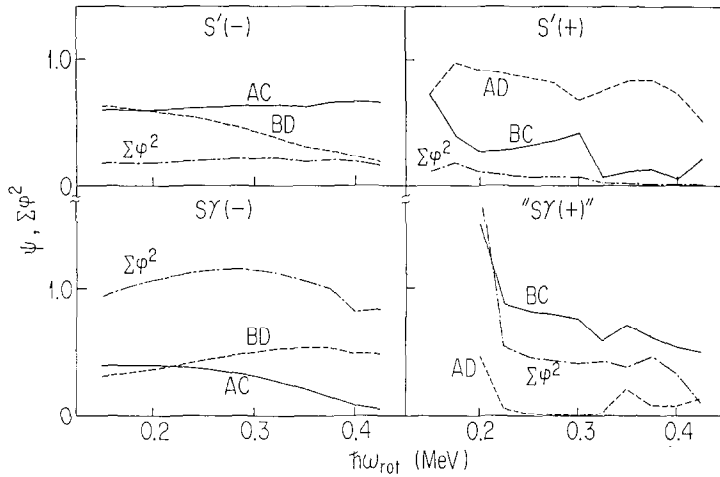 S′(−)
S′(+)
1.0
AC
BD
Σφ²
AD
BC
Σφ²
0
Sγ(−)
"Sγ(+)"
ψ , Σφ²
Σφ²
1.0
BD
AC
BC
Σφ²
AD
0
0.2 0.3 0.4 0.2 0.3 0.4
ħω_rot (MeV)